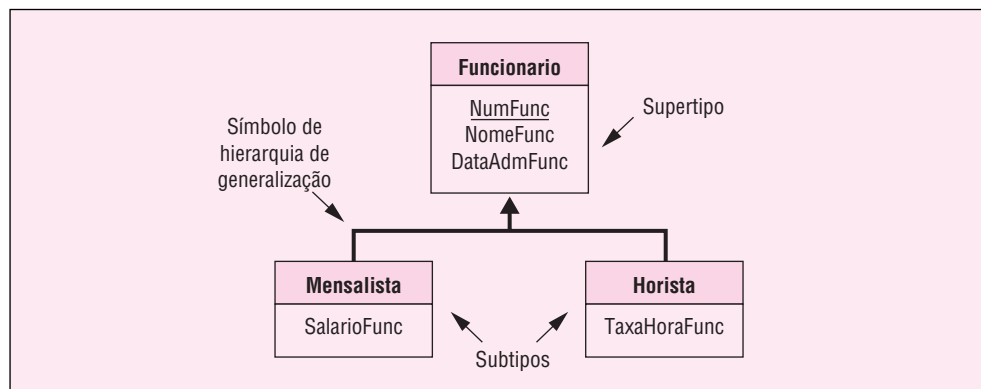 Funcionario
NumFunc
NomeFunc
DataAdmFunc
Supertipo
Símbolo de
hierarquia de
generalização
Mensalista
SalarioFunc
Horista
TaxaHoraFunc
Subtipos